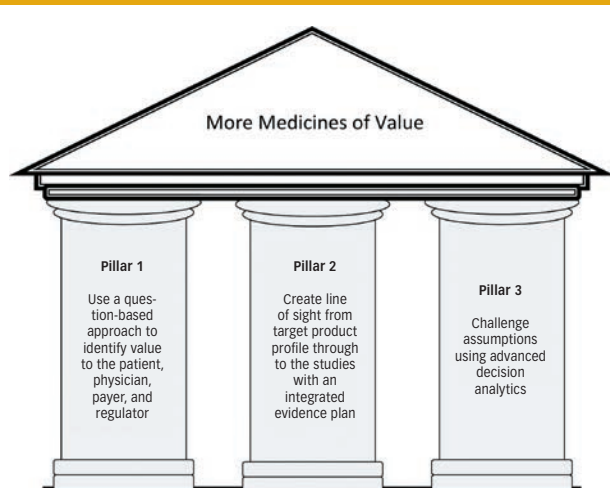 More Medicines of Value
Pillar 1
Use a ques-
tion-based
approach to
identify value
to the patient,
physician,
payer, and
regulator
Pillar 2
Create line
of sight from
target product
profile through
to the studies
with an
integrated
evidence plan
Pillar 3
Challenge
assumptions
using advanced
decision
analytics